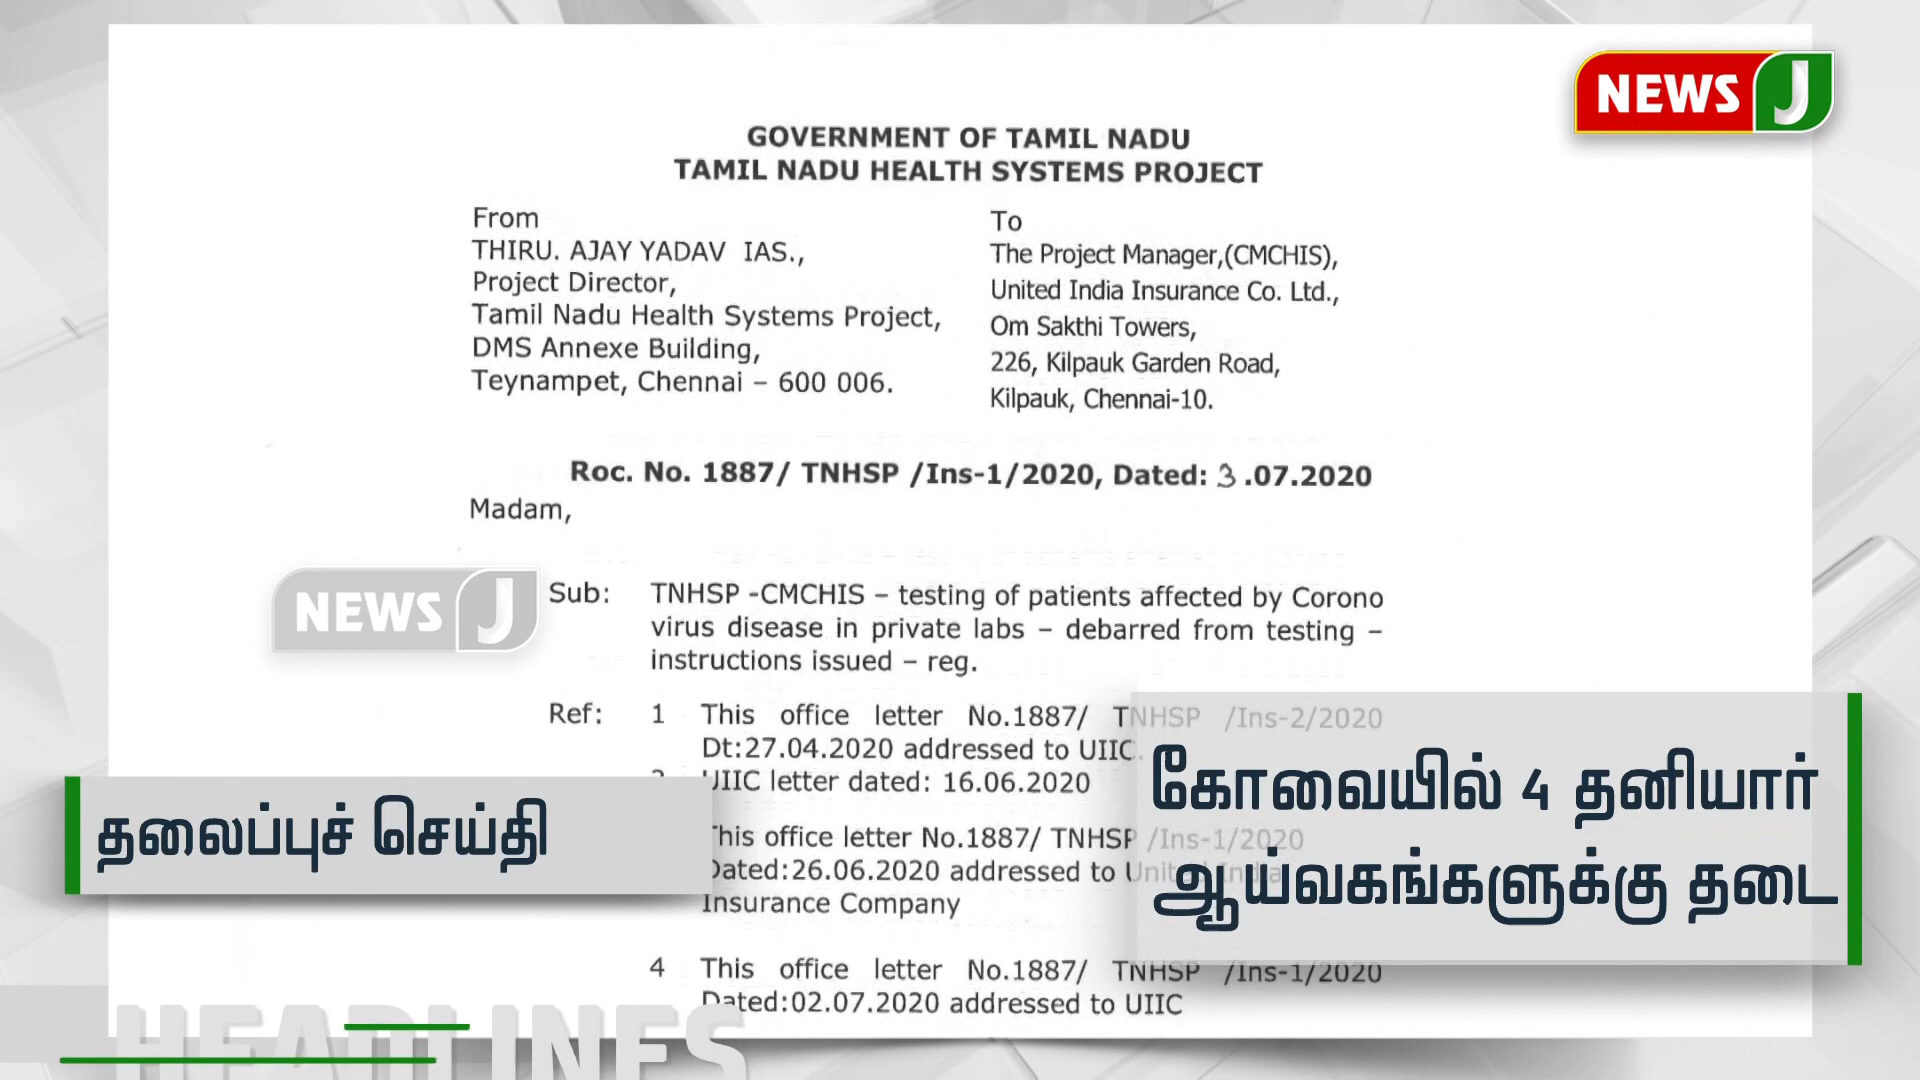 NEWS J
GOVERNMENT OF TAMIL NADU
TAMIL NADU HEALTH SYSTEMS PROJECT
From
THIRU. AJAY YADAV IAS.,
Project Director,
Tamil Nadu Health Systems Project,
DMS Annexe Building,
Teynampet, Chennai – 600 006.
To
The Project Manager,(CMCHIS),
United India Insurance Co. Ltd.,
Om Sakthi Towers,
226, Kilpauk Garden Road,
Kilpauk, Chennai-10.
Roc. No. 1887/ TNHSP /Ins-1/2020, Dated: 3.07.2020
Madam,
NEWS J
Sub: TNHSP -CMCHIS – testing of patients affected by Corono
virus disease in private labs – debarred from testing –
instructions issued – reg.
Ref: 1 This office letter No.1887/ TNHSP /Ins-2/2020
Dt:27.04.2020 addressed to UIIC.
UIIC letter dated: 16.06.2020
This office letter No.1887/ TNHSP /Ins-1/2020
Dated:26.06.2020 addressed to United India
Insurance Company
4 This office letter No.1887/ TNHSP /Ins-1/2020
Dated:02.07.2020 addressed to UIIC
தலைப்புச் செய்தி
கோவையில் 4 தனியார்
ஆய்வகங்களுக்கு தடை
HEADLINES